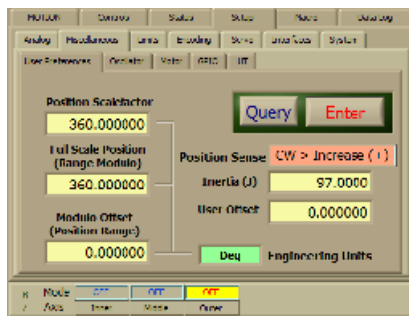 MOTION Control Status Setup Macro Data Log
Analog Miscellaneous Limits Encoding Servo Interfaces System
User Preferences Oscillator Motor GPIO UT
Position Scalefactor
360.000000
Query Enter
Full Scale Position
(Range Modulo)
Position Sense CW > Increase (+)
360.000000
Inertia (J) 97.0000
Modulo Offset
(Position Range)
User Offset 0.000000
0.000000
Deg Engineering Units
Mode OFF OFF OFF
Axis Inner Middle Outer